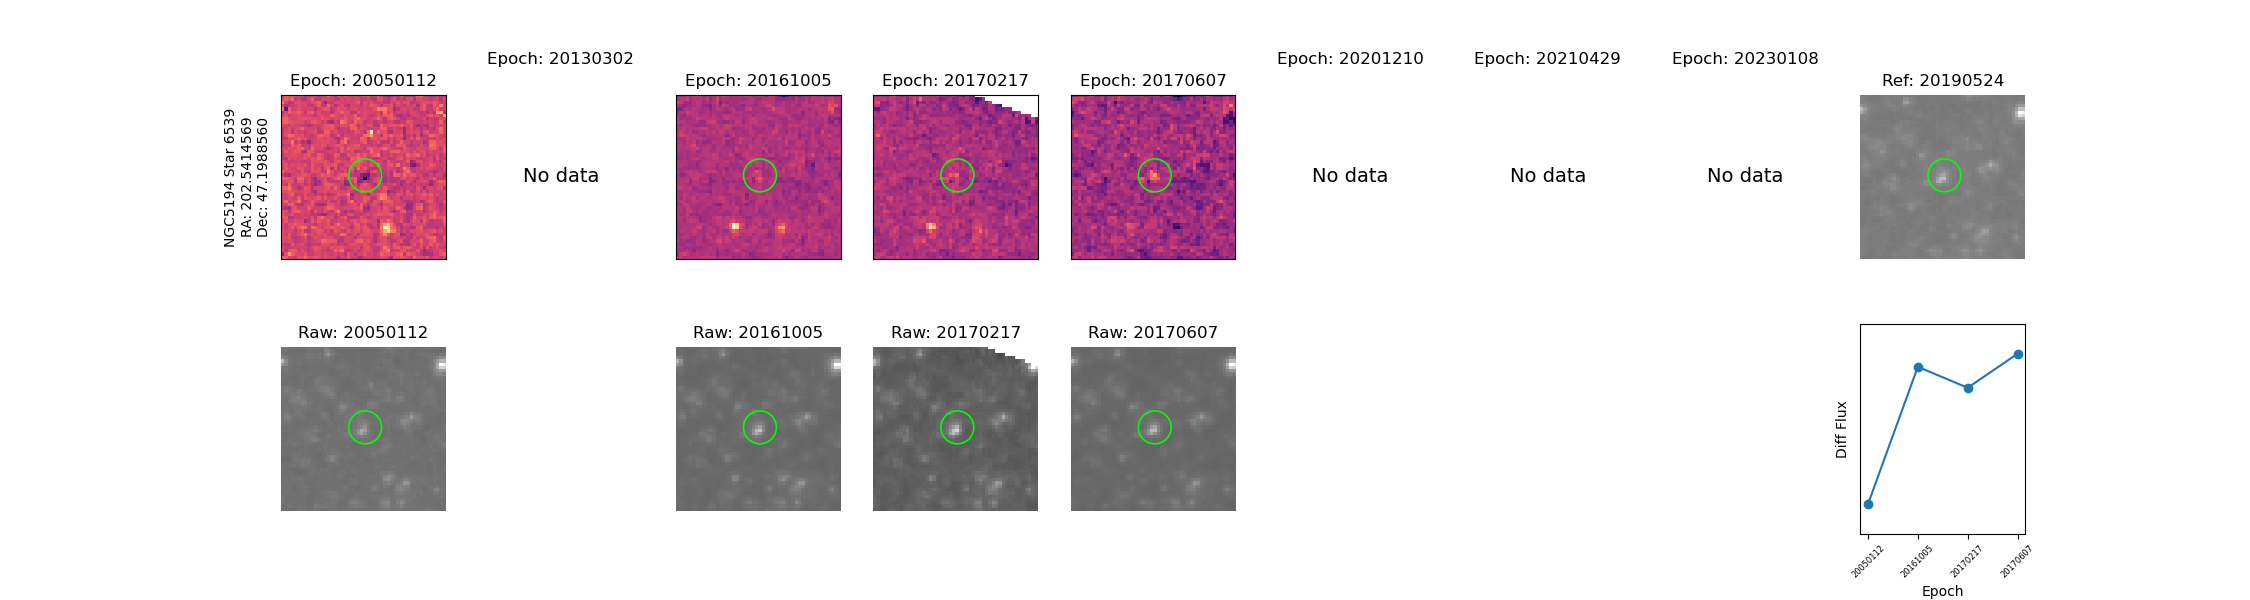 Epoch: 20130302
Epoch: 20201210
Epoch: 20210429
Epoch: 20230108
Epoch: 20050112
Epoch: 20161005
Epoch: 20170217
Epoch: 20170607
Ref: 20190524
NGC5194 Star 6539
RA: 202.5414569
Dec: 47.1988560
No data
No data
No data
No data
Raw: 20050112
Raw: 20161005
Raw: 20170217
Raw: 20170607
Diff Flux
20050112
20161005
20170217
20170607
Epoch